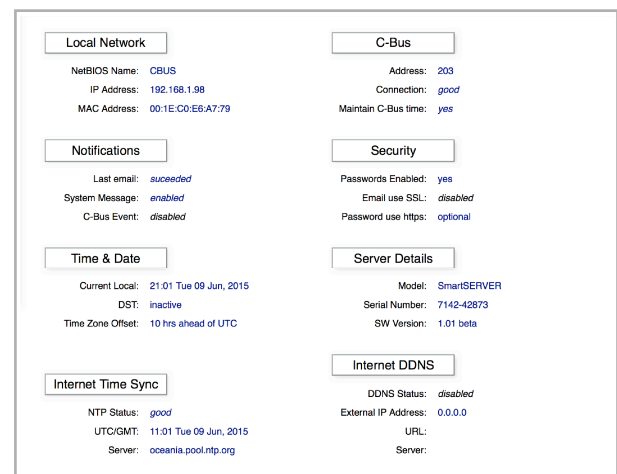 Local Network
NetBIOS Name: CBUS
IP Address: 192.168.1.98
MAC Address: 00:1E:C0:E6:A7:79
C-Bus
Address: 203
Connection: good
Maintain C-Bus time: yes
Notifications
Last email: suceeded
System Message: enabled
C-Bus Event: disabled
Security
Passwords Enabled: yes
Email use SSL: disabled
Password use https: optional
Time & Date
Current Local: 21:01 Tue 09 Jun, 2015
DST: inactive
Time Zone Offset: 10 hrs ahead of UTC
Server Details
Model: SmartSERVER
Serial Number: 7142-42873
SW Version: 1.01 beta
Internet Time Sync
NTP Status: good
UTC/GMT: 11:01 Tue 09 Jun, 2015
Server: oceania.pool.ntp.org
Internet DDNS
DDNS Status: disabled
External IP Address: 0.0.0.0
URL:
Server: